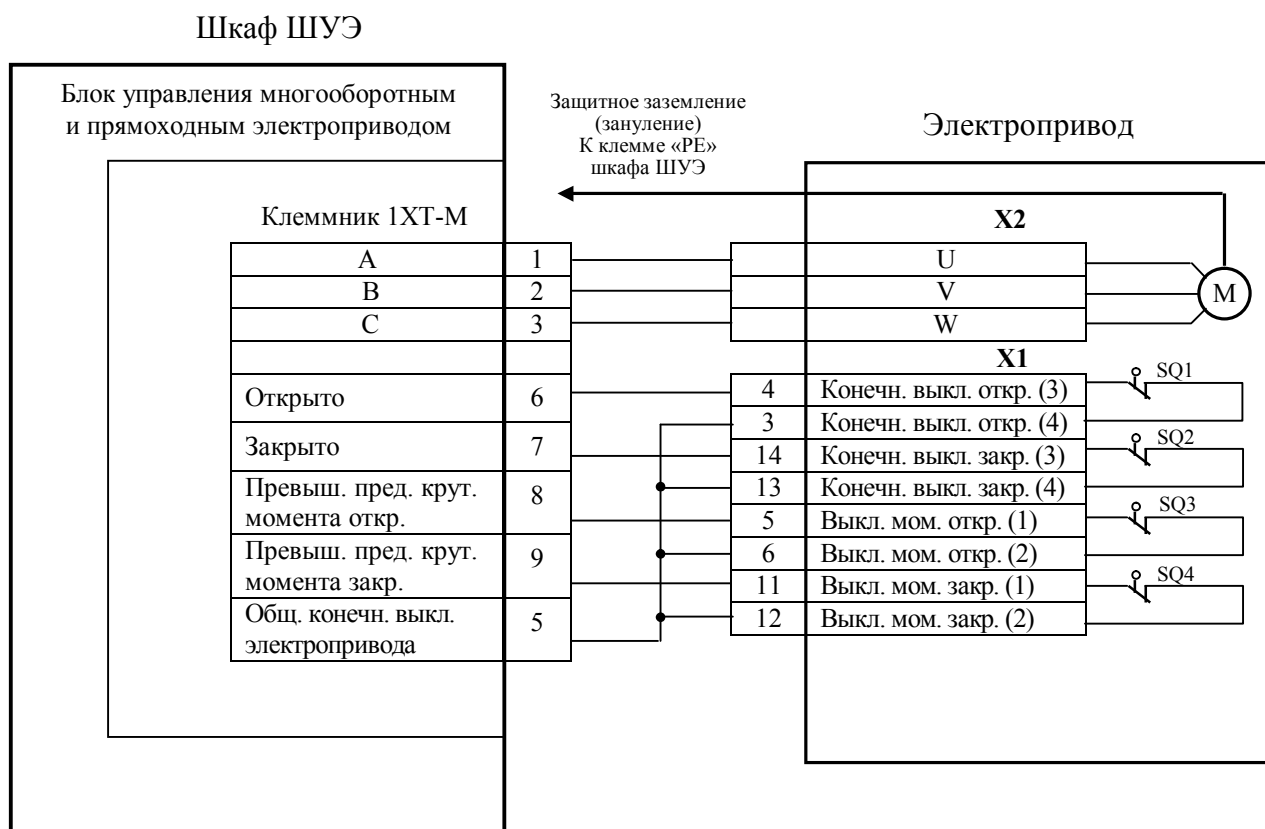 Шкаф ШУЭ
Блок управления многооборотным
и прямоходным электроприводом
Защитное заземление
(зануление)
К клемме «РЕ»
шкафа ШУЭ
Электропривод
Клеммник 1ХТ-М
A 1
B 2
C 3
Открыто 6
Закрыто 7
Превыш. пред. крут.
момента откр.
8
Превыш. пред. крут.
момента закр.
9
Общ. конечн. выкл.
электропривода
5
X2
U
V
W
M
X1
4 Конечн. выкл. откр. (3)
3 Конечн. выкл. откр. (4)
14 Конечн. выкл. закр. (3)
13 Конечн. выкл. закр. (4)
5 Выкл. мом. откр. (1)
6 Выкл. мом. откр. (2)
11 Выкл. мом. закр. (1)
12 Выкл. мом. закр. (2)
SQ1
SQ2
SQ3
SQ4